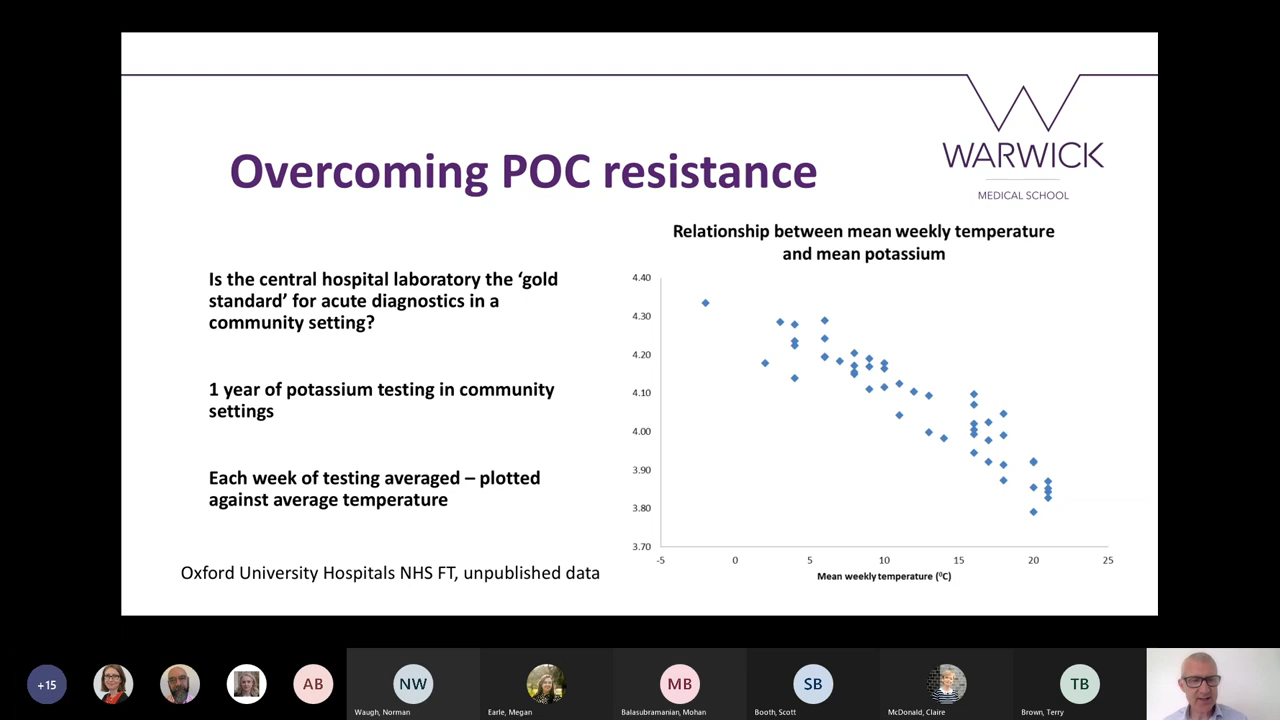 WARWICK
MEDICAL SCHOOL
Overcoming POC resistance
Is the central hospital laboratory the ‘gold
standard’ for acute diagnostics in a
community setting?
1 year of potassium testing in community
settings
Each week of testing averaged – plotted
against average temperature
Oxford University Hospitals NHS FT, unpublished data
Relationship between mean weekly temperature
and mean potassium
4.40
4.30
4.20
4.10
4.00
3.90
3.80
3.70
-5 0 5 10 15 20 25
Mean weekly temperature (⁰C)
+15
AB
NW
Waugh, Norman
Earle, Megan
MB
Balasubramanian, Mohan
SB
Booth, Scott
McDonald, Claire
TB
Brown, Terry